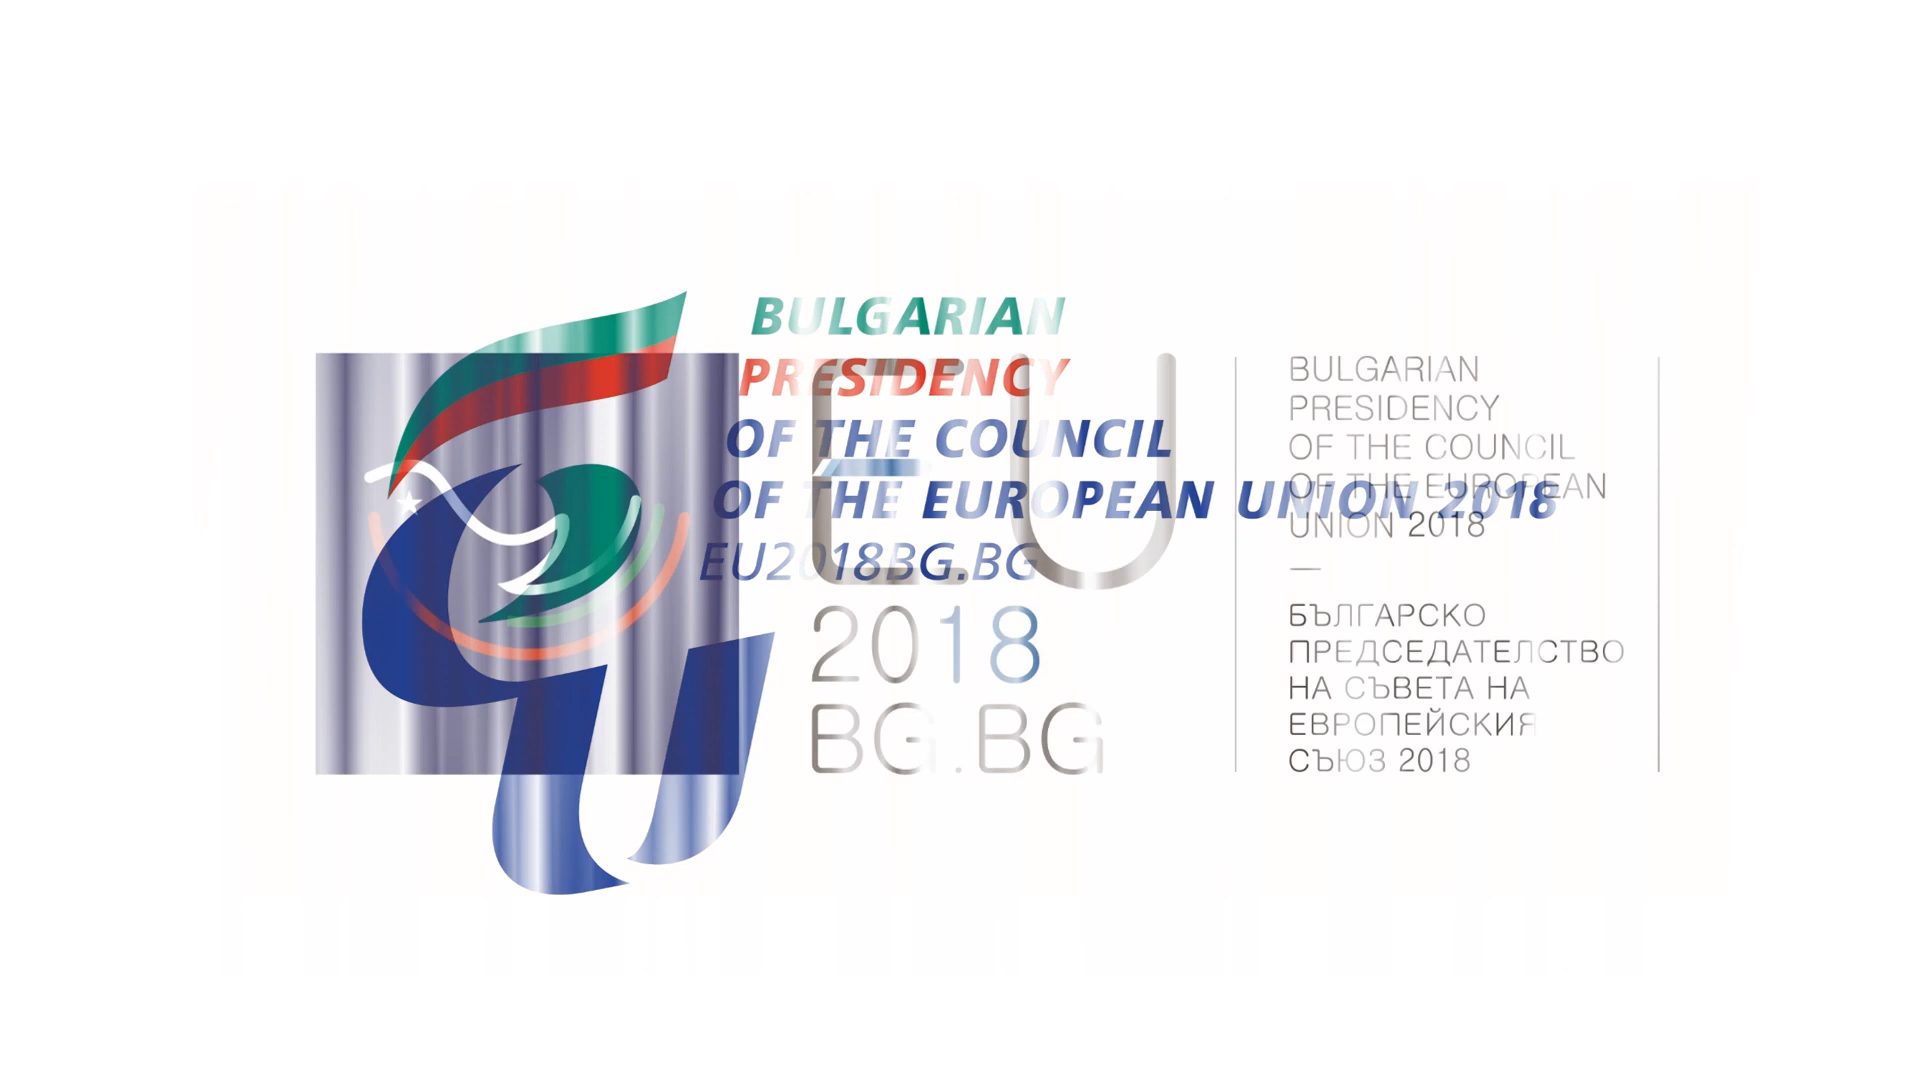 BULGARIAN
PRESIDENCY
OF THE COUNCIL
OF THE EUROPEAN UNION 2018
EU2018BG.BG
EU
2018
BG.BG
BULGARIAN
PRESIDENCY
OF THE COUNCIL
OF THE EUROPEAN
UNION 2018
—
БЪЛГАРСКО
ПРЕДСЕДАТЕЛСТВО
НА СЪВЕТА НА
ЕВРОПЕЙСКИЯ
СЪЮЗ 2018